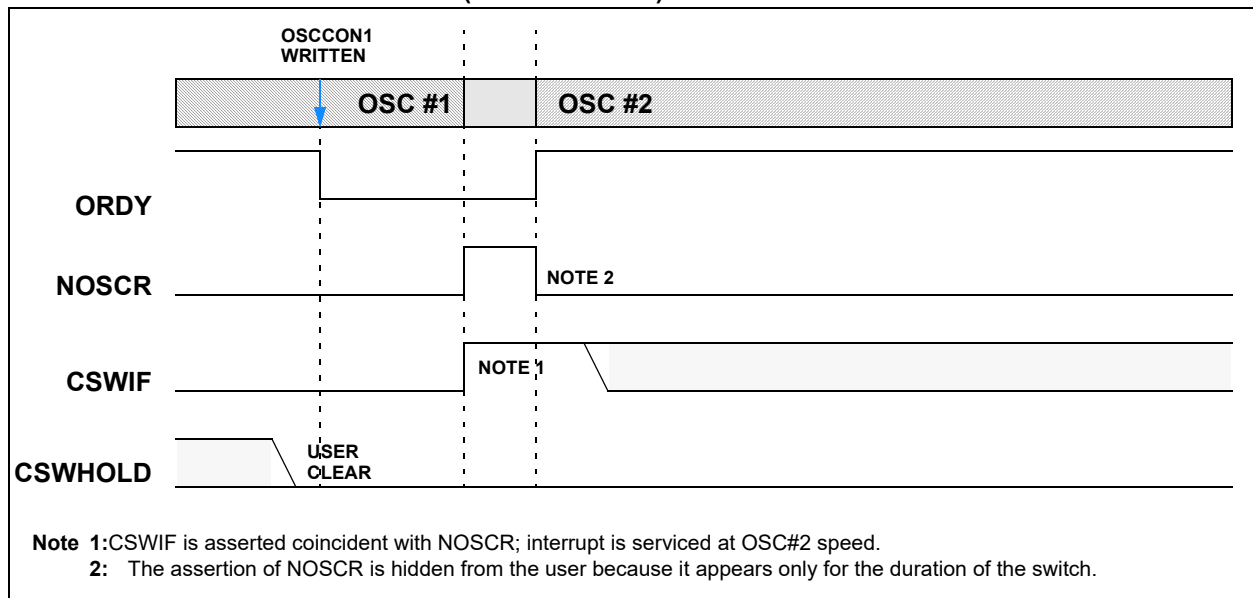 OSCCON1
WRITTEN
OSC #1
OSC #2
ORDY
NOSCR
NOTE 2
CSWIF
NOTE 1
CSWHOLD
USER
CLEAR
Note 1:CSWIF is asserted coincident with NOSCR; interrupt is serviced at OSC#2 speed.
2: The assertion of NOSCR is hidden from the user because it appears only for the duration of the switch.